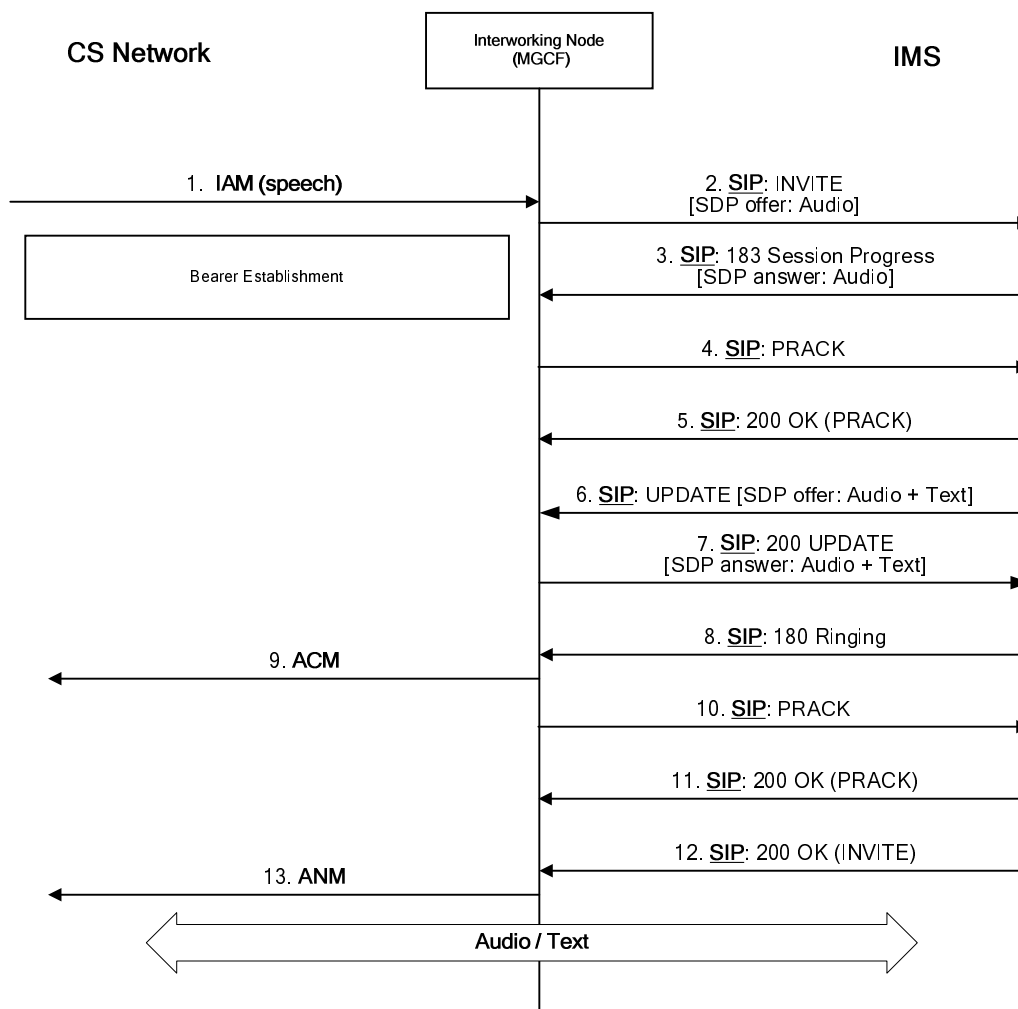 CS Network
Interworking Node
(MGCF)
IMS
1. IAM (speech)
2. SIP: INVITE
[SDP offer: Audio]
Bearer Establishment
3. SIP: 183 Session Progress
[SDP answer: Audio]
4. SIP: PRACK
5. SIP: 200 OK (PRACK)
6. SIP: UPDATE [SDP offer: Audio + Text]
7. SIP: 200 UPDATE
[SDP answer: Audio + Text]
8. SIP: 180 Ringing
9. ACM
10. SIP: PRACK
11. SIP: 200 OK (PRACK)
12. SIP: 200 OK (INVITE)
13. ANM
Audio / Text